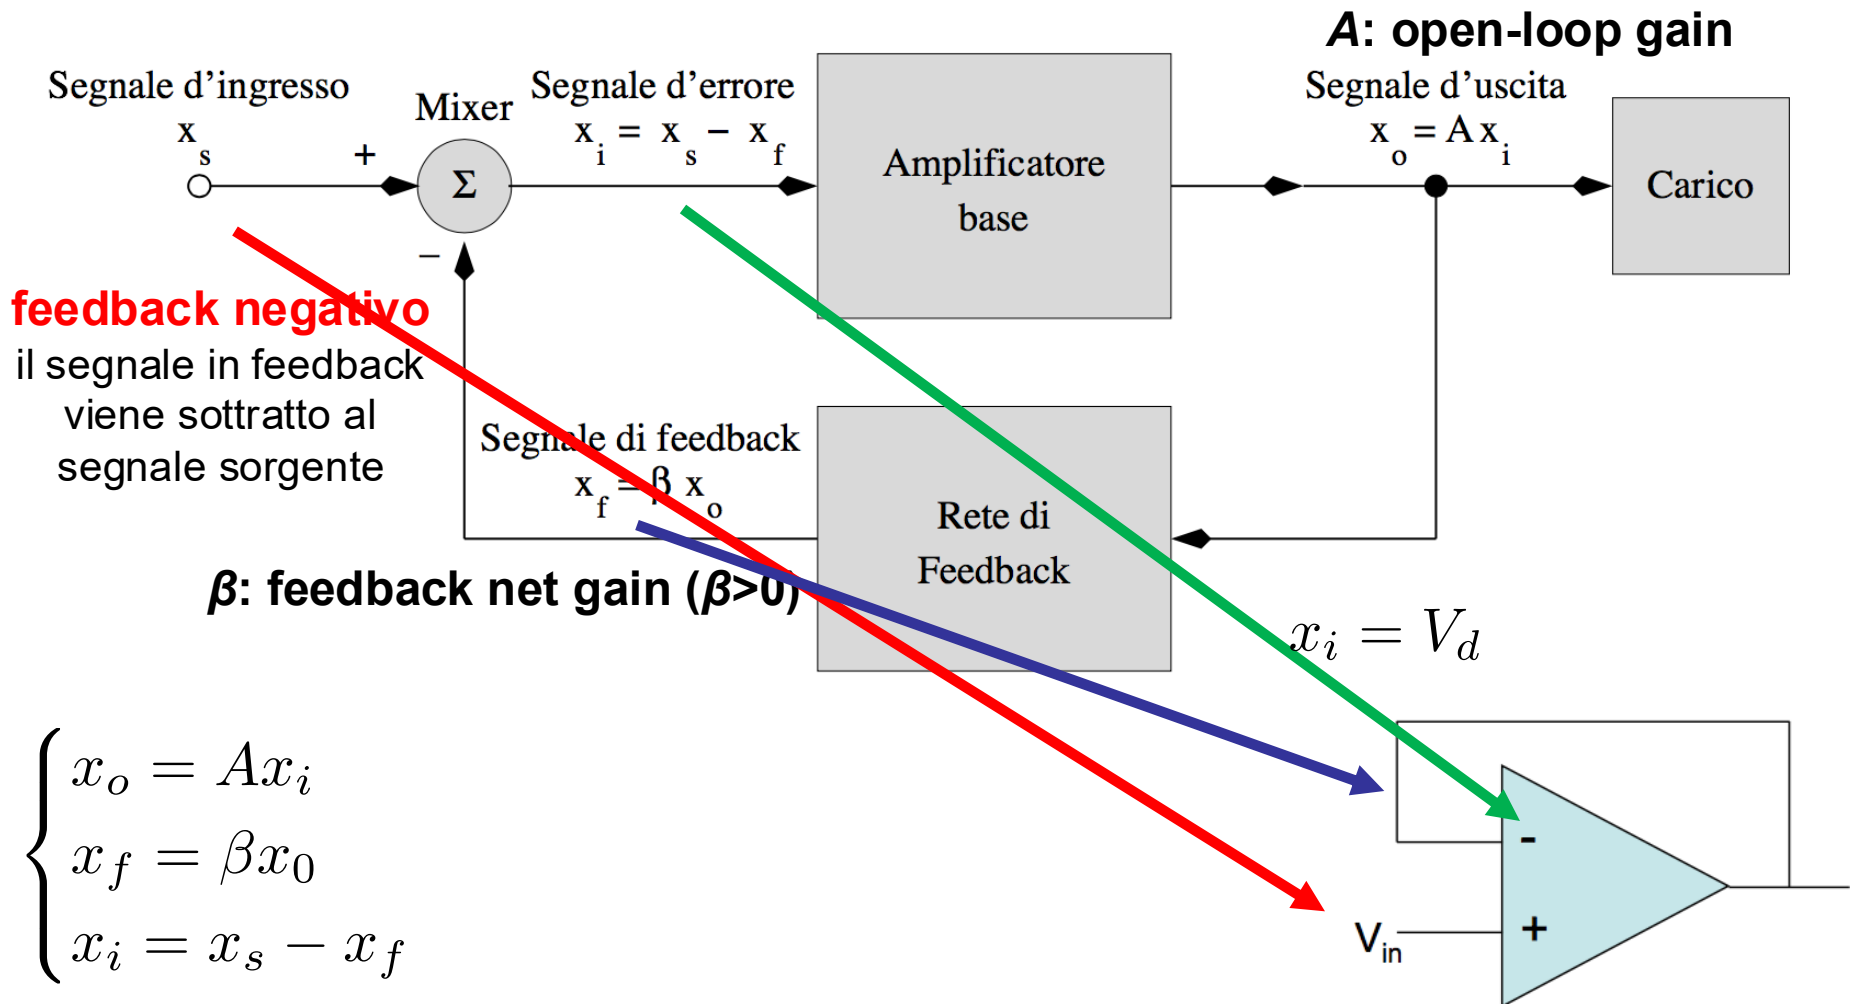 A: open-loop gain
Segnale d'ingresso
x_s
+
Mixer
Σ
−
Segnale d'errore
x_i = x_s − x_f
Amplificatore
base
Segnale d'uscita
x_o = A x_i
Carico
feedback negativo
il segnale in feedback
viene sottratto al
segnale sorgente
Segnale di feedback
x_f = β x_o
Rete di
Feedback
β: feedback net gain (β>0)
x_i = V_d
x_o = Ax_i
x_f = βx_0
x_i = x_s − x_f
-
+
V_in